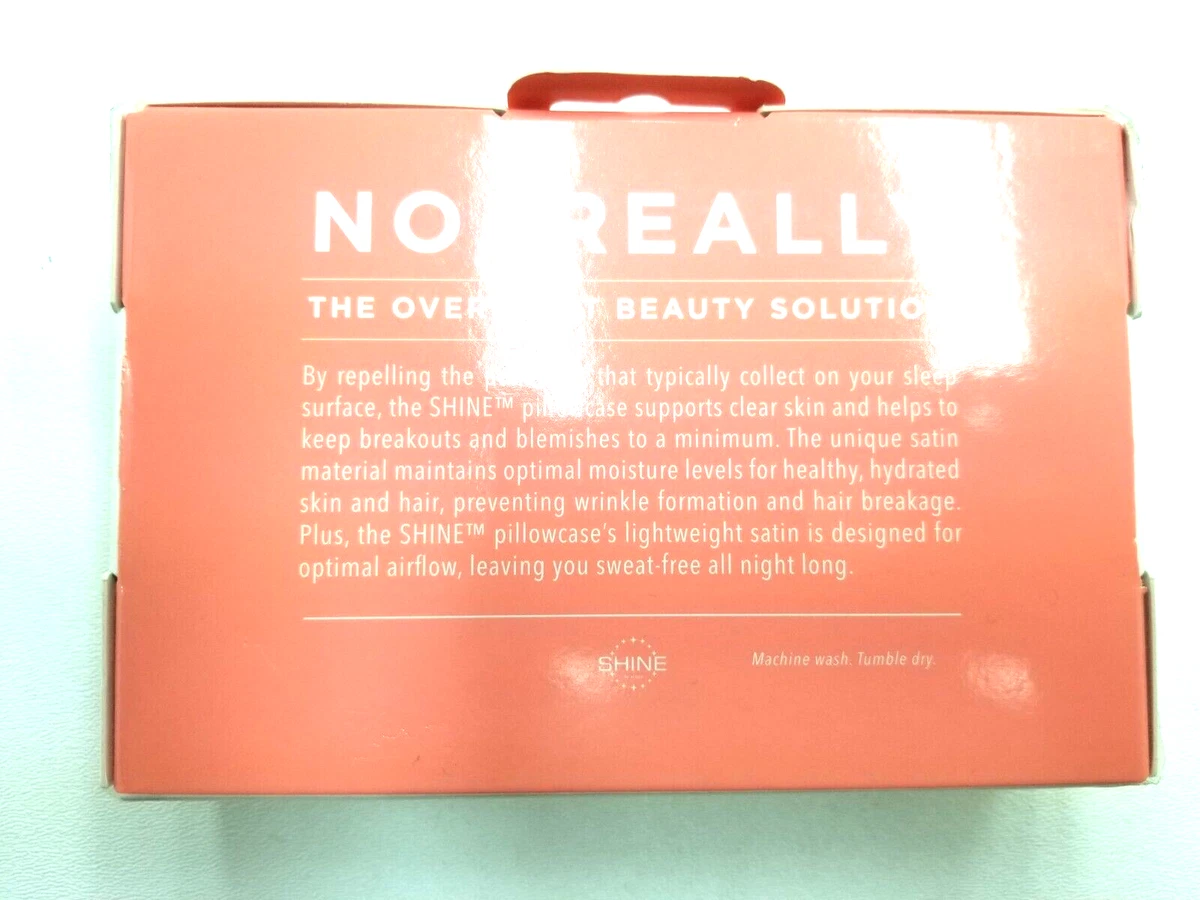 NO REALLY
THE OVERNIGHT BEAUTY SOLUTION
By repelling the that typically collect on your sleep
surface, the SHINE™ pillowcase supports clear skin and helps to
keep breakouts and blemishes to a minimum. The unique satin
material maintains optimal moisture levels for healthy, hydrated
skin and hair, preventing wrinkle formation and hair breakage.
Plus, the SHINE™ pillowcase's lightweight satin is designed for
optimal airflow, leaving you sweat-free all night long.
SHINE
Machine wash. Tumble dry.